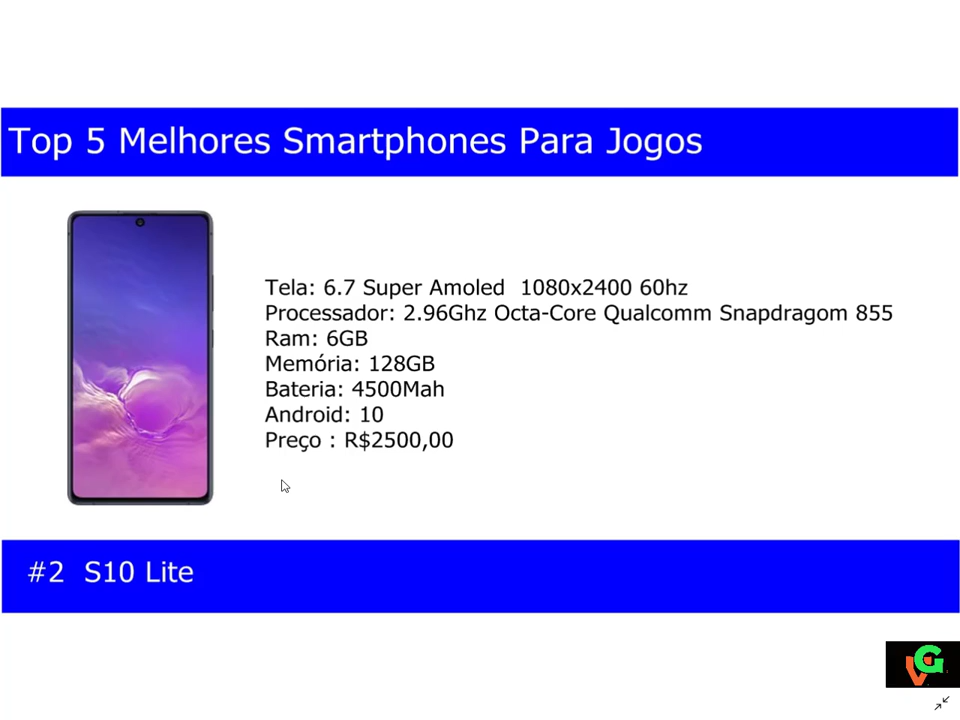 Top 5 Melhores Smartphones Para Jogos
Tela: 6.7 Super Amoled  1080x2400 60hz
Processador: 2.96Ghz Octa-Core Qualcomm Snapdragom 855
Ram: 6GB
Memória: 128GB
Bateria: 4500Mah
Android: 10
Preço : R$2500,00
#2  S10 Lite
VG